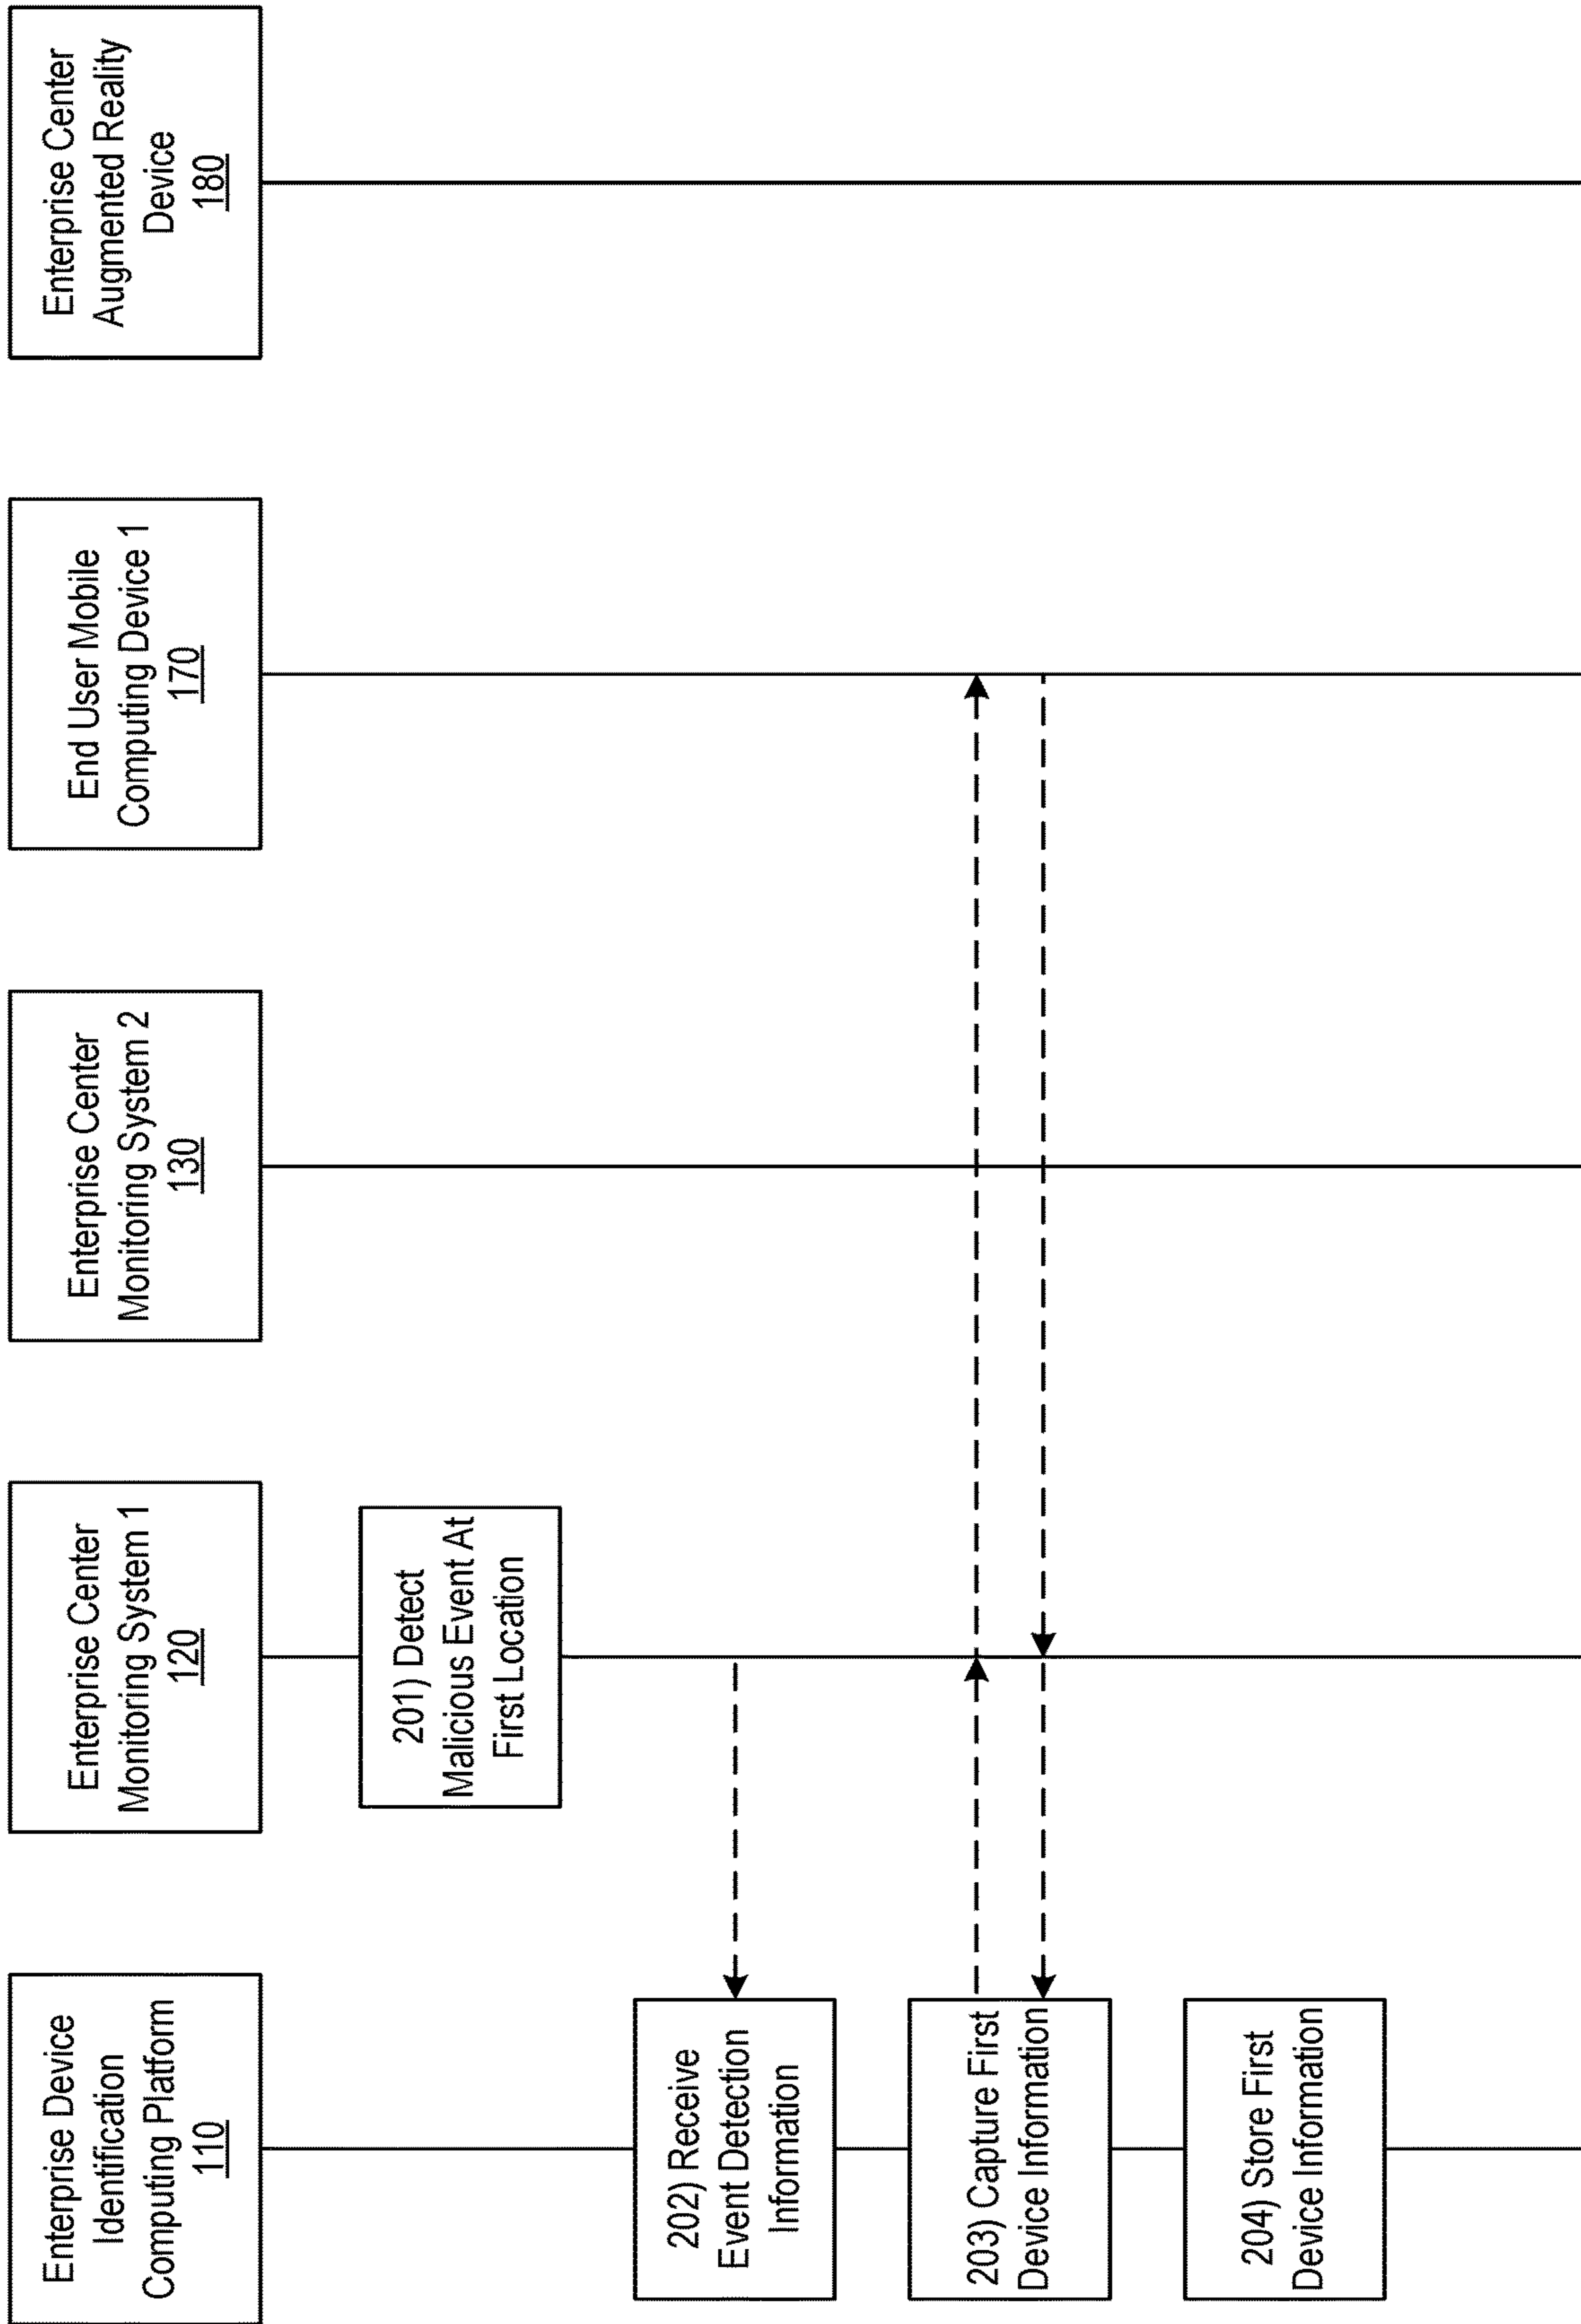 Enterprise Device
Identification
Computing Platform
110
Enterprise Center
Monitoring System 1
120
Enterprise Center
Monitoring System 2
130
End User Mobile
Computing Device 1
170
Enterprise Center
Augmented Reality
Device
180
201) Detect
Malicious Event At
First Location
202) Receive
Event Detection
Information
203) Capture First
Device Information
204) Store First
Device Information